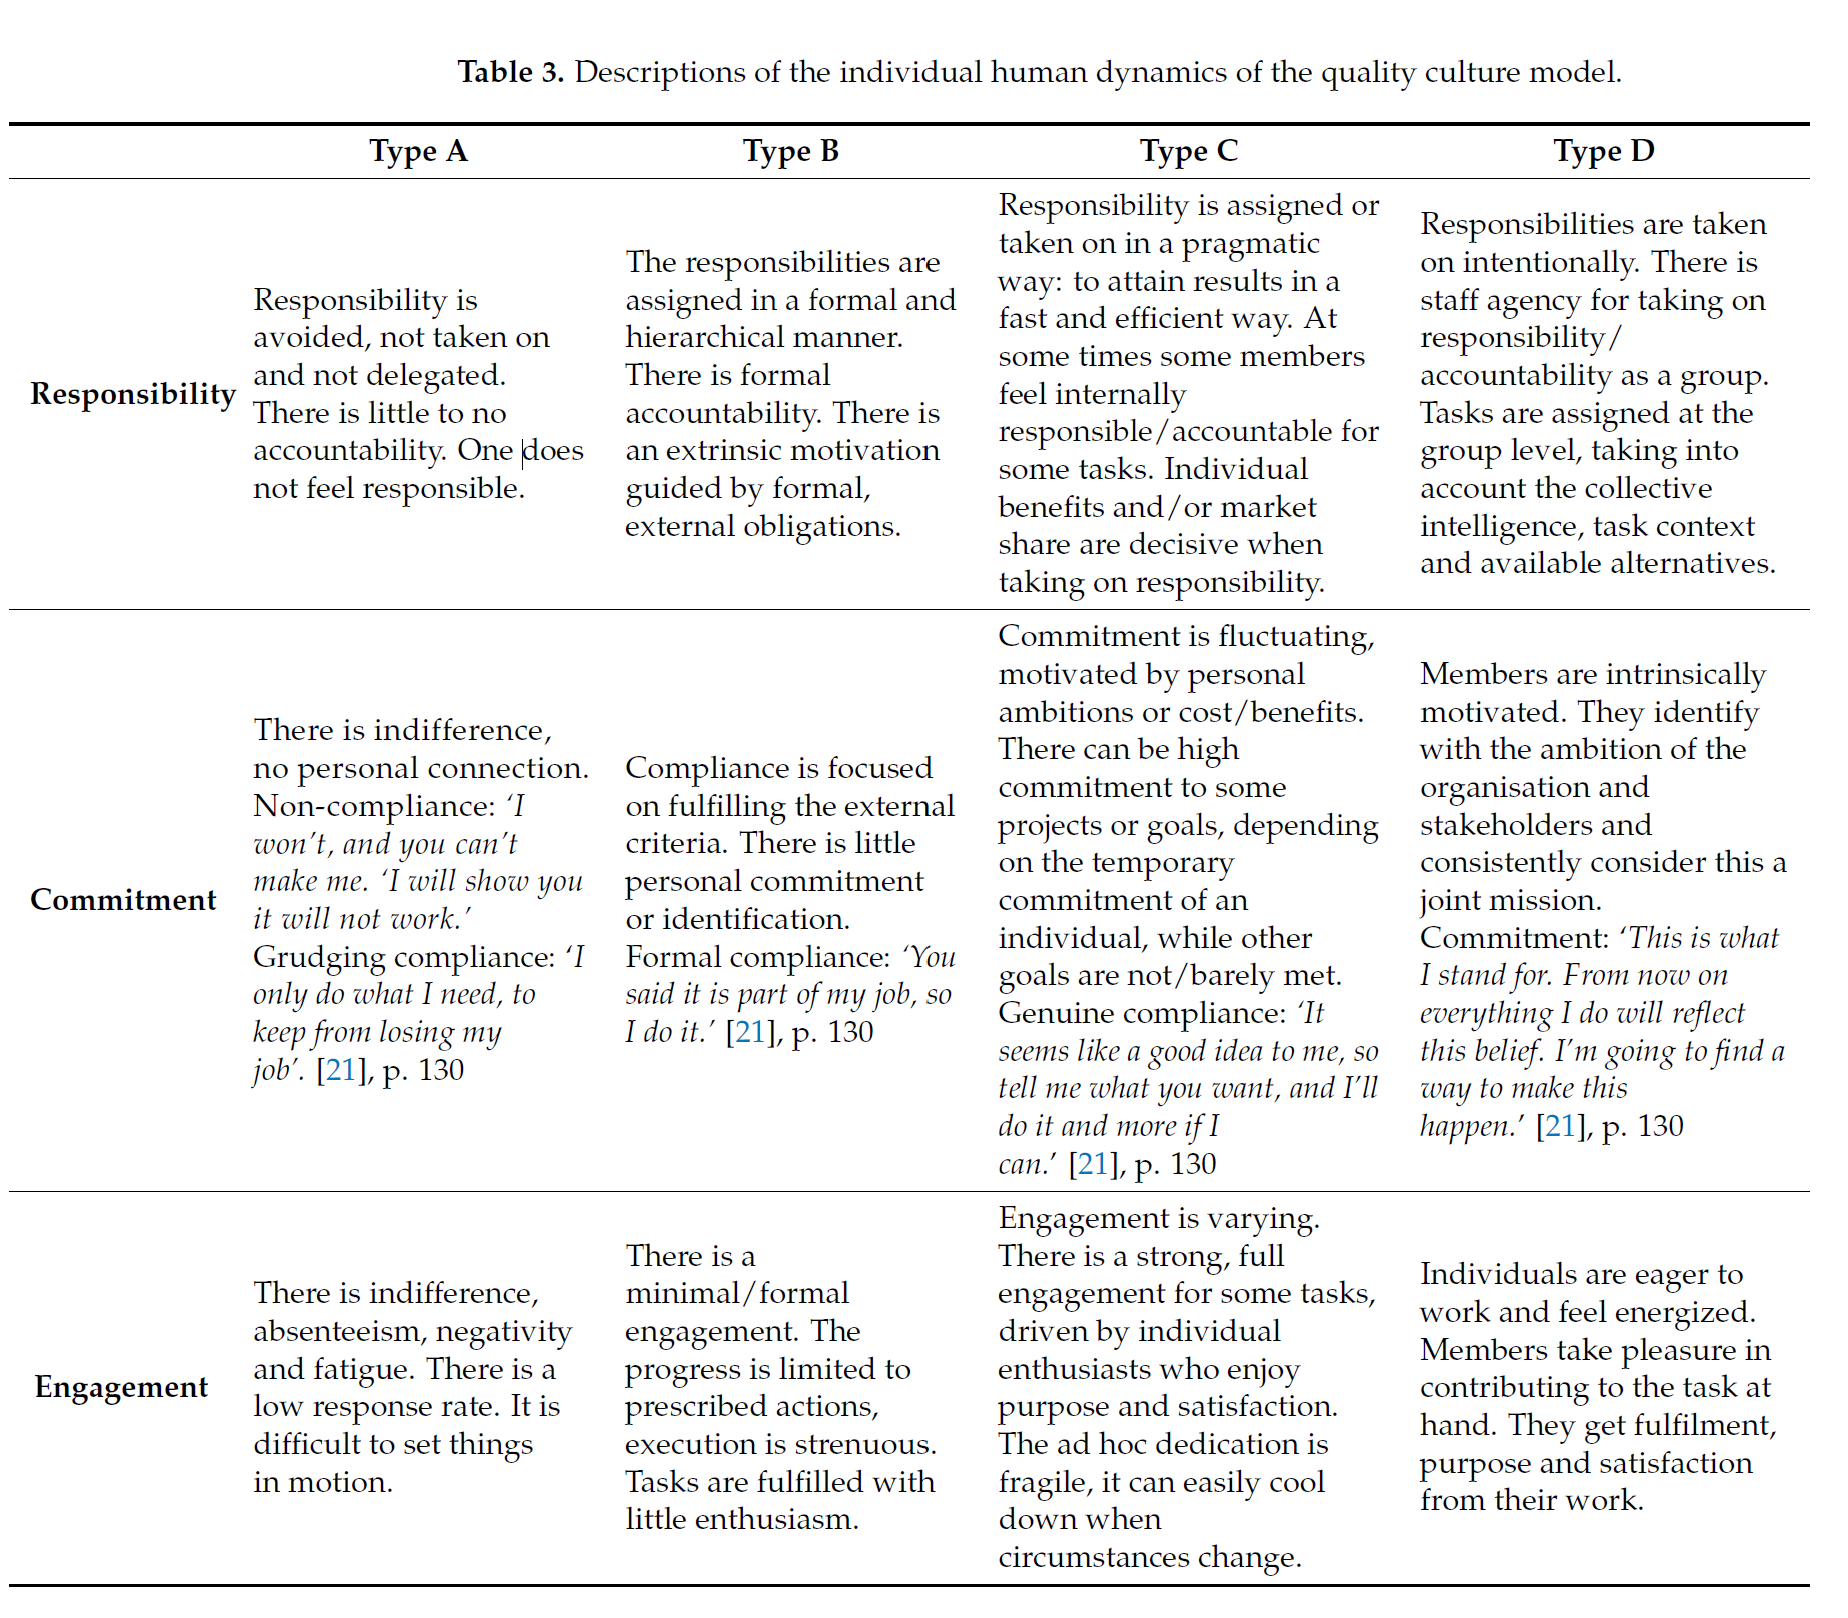 Table 3. Descriptions of the individual human dynamics of the quality culture model.
Type A
Type B
Type C
Type D
Responsibility
Responsibility is
avoided, not taken on
and not delegated.
There is little to no
accountability. One does
not feel responsible.
The responsibilities are
assigned in a formal and
hierarchical manner.
There is formal
accountability. There is
an extrinsic motivation
guided by formal,
external obligations.
Responsibility is assigned or
taken on in a pragmatic
way: to attain results in a
fast and efficient way. At
some times some members
feel internally
responsible/accountable for
some tasks. Individual
benefits and/or market
share are decisive when
taking on responsibility.
Responsibilities are taken
on intentionally. There is
staff agency for taking on
responsibility/
accountability as a group.
Tasks are assigned at the
group level, taking into
account the collective
intelligence, task context
and available alternatives.
Commitment
There is indifference,
no personal connection.
Non-compliance: ‘I
won’t, and you can’t
make me. ‘I will show you
it will not work.’
Grudging compliance: ‘I
only do what I need, to
keep from losing my
job’. [21], p. 130
Compliance is focused
on fulfilling the external
criteria. There is little
personal commitment
or identification.
Formal compliance: ‘You
said it is part of my job, so
I do it.’ [21], p. 130
Commitment is fluctuating,
motivated by personal
ambitions or cost/benefits.
There can be high
commitment to some
projects or goals, depending
on the temporary
commitment of an
individual, while other
goals are not/barely met.
Genuine compliance: ‘It
seems like a good idea to me, so
tell me what you want, and I’ll
do it and more if I
can.’ [21], p. 130
Members are intrinsically
motivated. They identify
with the ambition of the
organisation and
stakeholders and
consistently consider this a
joint mission.
Commitment: ‘This is what
I stand for. From now on
everything I do will reflect
this belief. I’m going to find a
way to make this
happen.’ [21], p. 130
Engagement
There is indifference,
absenteeism, negativity
and fatigue. There is a
low response rate. It is
difficult to set things
in motion.
There is a
minimal/formal
engagement. The
progress is limited to
prescribed actions,
execution is strenuous.
Tasks are fulfilled with
little enthusiasm.
Engagement is varying.
There is a strong, full
engagement for some tasks,
driven by individual
enthusiasts who enjoy
purpose and satisfaction.
The ad hoc dedication is
fragile, it can easily cool
down when
circumstances change.
Individuals are eager to
work and feel energized.
Members take pleasure in
contributing to the task at
hand. They get fulfilment,
purpose and satisfaction
from their work.